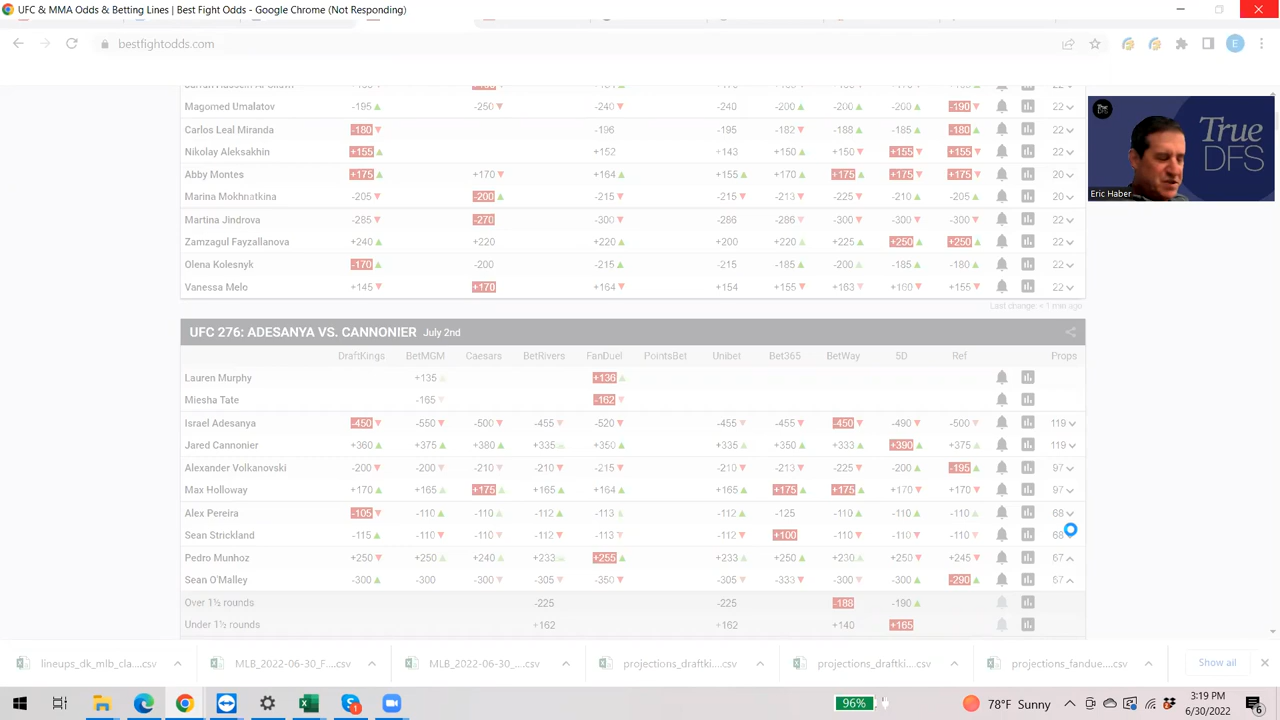 UFC & MMA Odds & Betting Lines | Best Fight Odds - Google Chrome (Not Responding)
bestfightodds.com
E
Magomed Umalatov -195 -250 -240 -240 -200 -200 -200 -190 22
Carlos Leal Miranda -180 -196 -195 -182 -188 -185 -180 22
Nikolay Aleksakhin +155 +152 +143 +150 +150 +155 +155 22
Abby Montes +175 +170 +164 +155 +170 +175 +175 +175 20
Marina Mokhnatkina -205 -200 -215 -215 -213 -225 -210 -205 20
Martina Jindrova -285 -270 -300 -286 -286 -300 -300 -300 22
Zamzagul Fayzallanova +240 +220 +220 +200 +220 +225 +250 +250 22
Olena Kolesnyk -170 -200 -215 -215 -185 -200 -185 -180 22
Vanessa Melo +145 +170 +164 +154 +155 +163 +160 +155 22
Last change: < 1 min ago
UFC 276: ADESANYA VS. CANNONIER July 2nd
DraftKings BetMGM Caesars BetRivers FanDuel PointsBet Unibet Bet365 BetWay 5D Ref Props
Lauren Murphy +135 +136
Miesha Tate -165 -162
Israel Adesanya -450 -550 -500 -455 -520 -455 -455 -450 -490 -500 119
Jared Cannonier +360 +375 +380 +335 +350 +335 +350 +333 +390 +375 119
Alexander Volkanovski -200 -200 -210 -210 -215 -210 -213 -225 -200 -195 97
Max Holloway +170 +165 +175 +165 +164 +165 +175 +175 +170 +170 97
Alex Pereira -105 -110 -110 -112 -113 -112 -125 -110 -110 -110 68
Sean Strickland -115 -110 -110 -112 -113 -112 +100 -110 -110 -110 68
Pedro Munhoz +250 +250 +240 +233 +255 +233 +250 +230 +250 +245 67
Sean O'Malley -300 -300 -300 -305 -350 -305 -333 -300 -300 -290 67
Over 1½ rounds -225 -225 -188 -190
Under 1½ rounds +162 +162 +140 +165
True
DFS
Eric Haber
lineups_dk_mlb_cla....csv MLB_2022-06-30_F....csv MLB_2022-06-30_....csv projections_draftki....csv projections_draftki....csv projections_fandue....csv Show all
96% 78°F Sunny 3:19 PM
6/30/2022 6